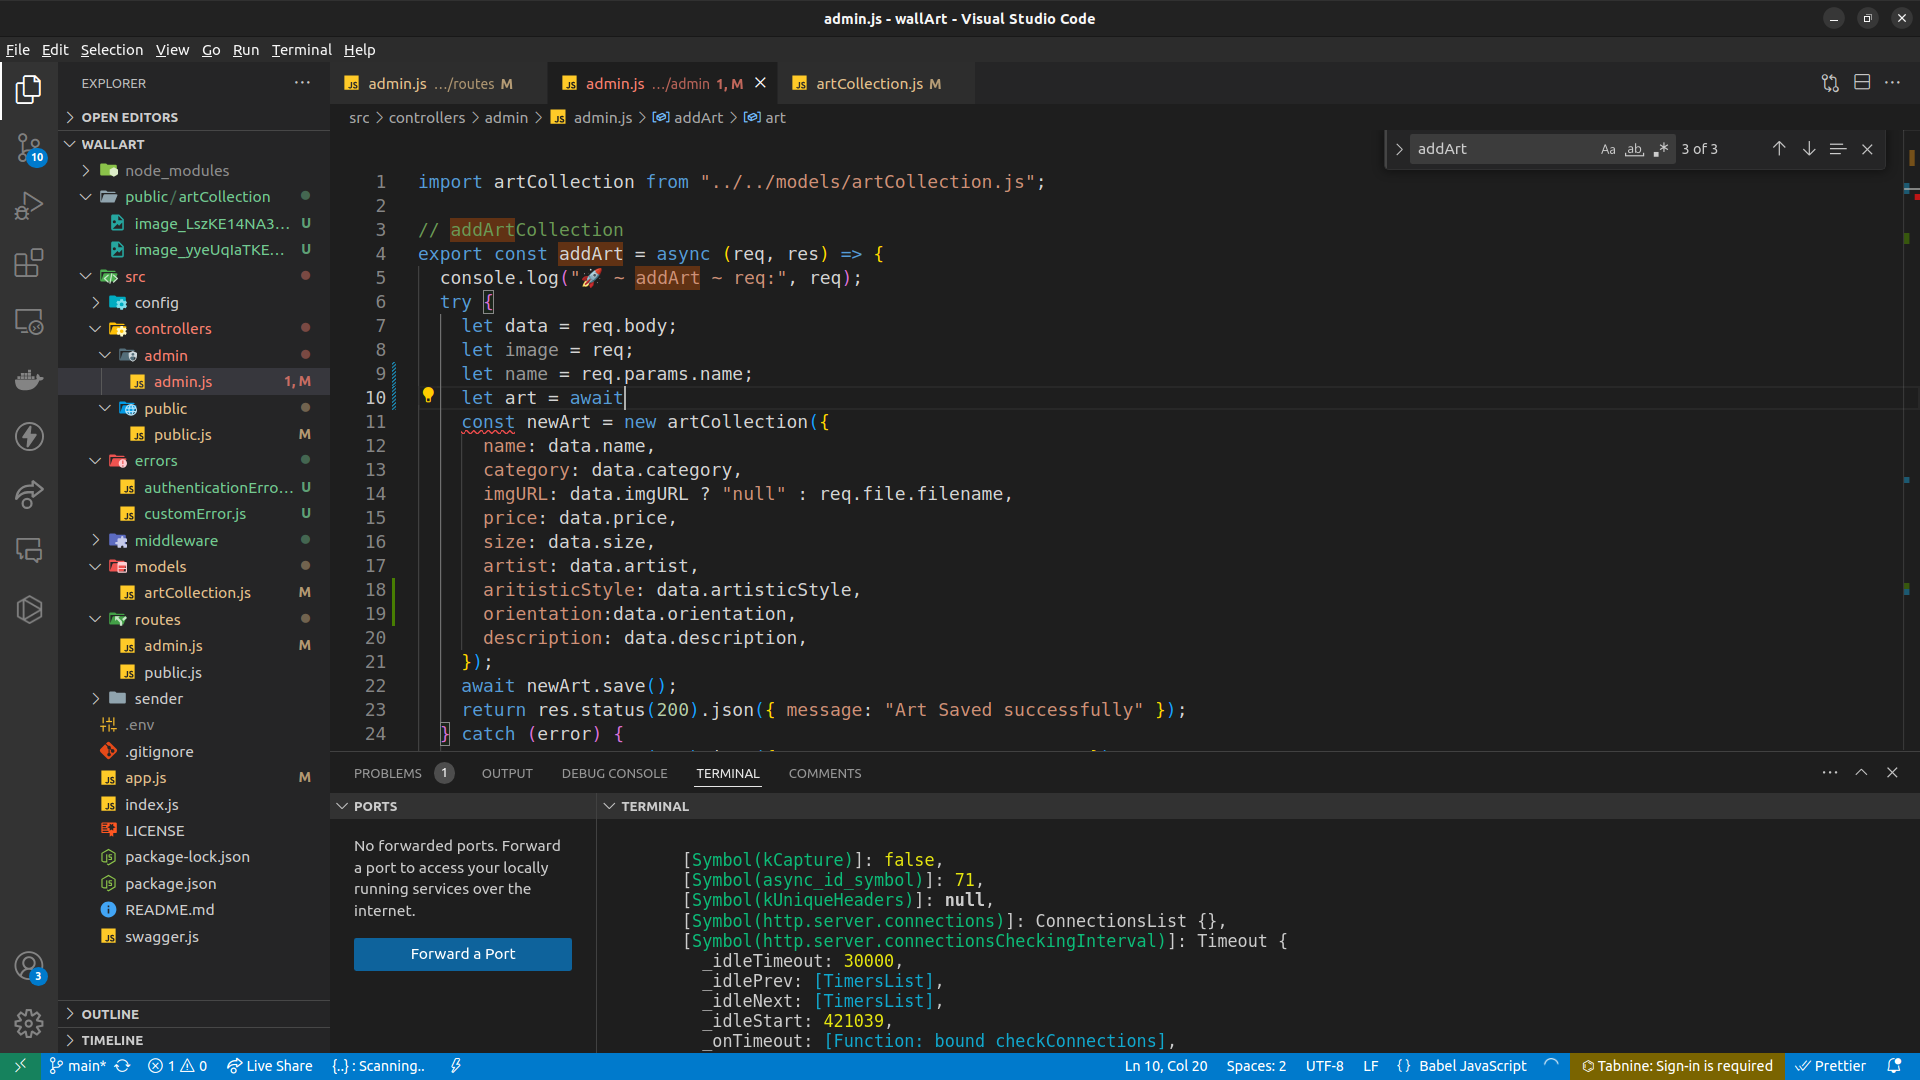 admin.js - wallArt - Visual Studio Code
File Edit Selection View Go Run Terminal Help
EXPLORER
OPEN EDITORS
WALLART
node_modules
public / artCollection
image_LszKE14NA3... U
image_yyeUqIaTKE... U
src
config
controllers
admin
admin.js 1, M
public
public.js M
errors
authenticationErro... U
customError.js U
middleware
models
artCollection.js M
routes
admin.js M
public.js
sender
.env
.gitignore
app.js M
index.js
LICENSE
package-lock.json
package.json
README.md
swagger.js
OUTLINE
TIMELINE
10
3
admin.js .../routes M
admin.js .../admin 1, M
artCollection.js M
src > controllers > admin > admin.js > addArt > art
addArt Aa ab 3 of 3
1 import artCollection from "../../models/artCollection.js";
2
3 // addArtCollection
4 export const addArt = async (req, res) => {
5 console.log("🚀 ~ addArt ~ req:", req);
6 try {
7 let data = req.body;
8 let image = req;
9 let name = req.params.name;
10 let art = await
11 const newArt = new artCollection({
12 name: data.name,
13 category: data.category,
14 imgURL: data.imgURL ? "null" : req.file.filename,
15 price: data.price,
16 size: data.size,
17 artist: data.artist,
18 aritisticStyle: data.artisticStyle,
19 orientation:data.orientation,
20 description: data.description,
21 });
22 await newArt.save();
23 return res.status(200).json({ message: "Art Saved successfully" });
24 } catch (error) {
PROBLEMS 1 OUTPUT DEBUG CONSOLE TERMINAL COMMENTS
PORTS
No forwarded ports. Forward
a port to access your locally
running services over the
internet.
Forward a Port
TERMINAL
[Symbol(kCapture)]: false,
[Symbol(async_id_symbol)]: 71,
[Symbol(kUniqueHeaders)]: null,
[Symbol(http.server.connections)]: ConnectionsList {},
[Symbol(http.server.connectionsCheckingInterval)]: Timeout {
_idleTimeout: 30000,
_idlePrev: [TimersList],
_idleNext: [TimersList],
_idleStart: 421039,
_onTimeout: [Function: bound checkConnections],
main* 1 0 Live Share {..} : Scanning.. Ln 10, Col 20 Spaces: 2 UTF-8 LF { } Babel JavaScript Tabnine: Sign-in is required Prettier